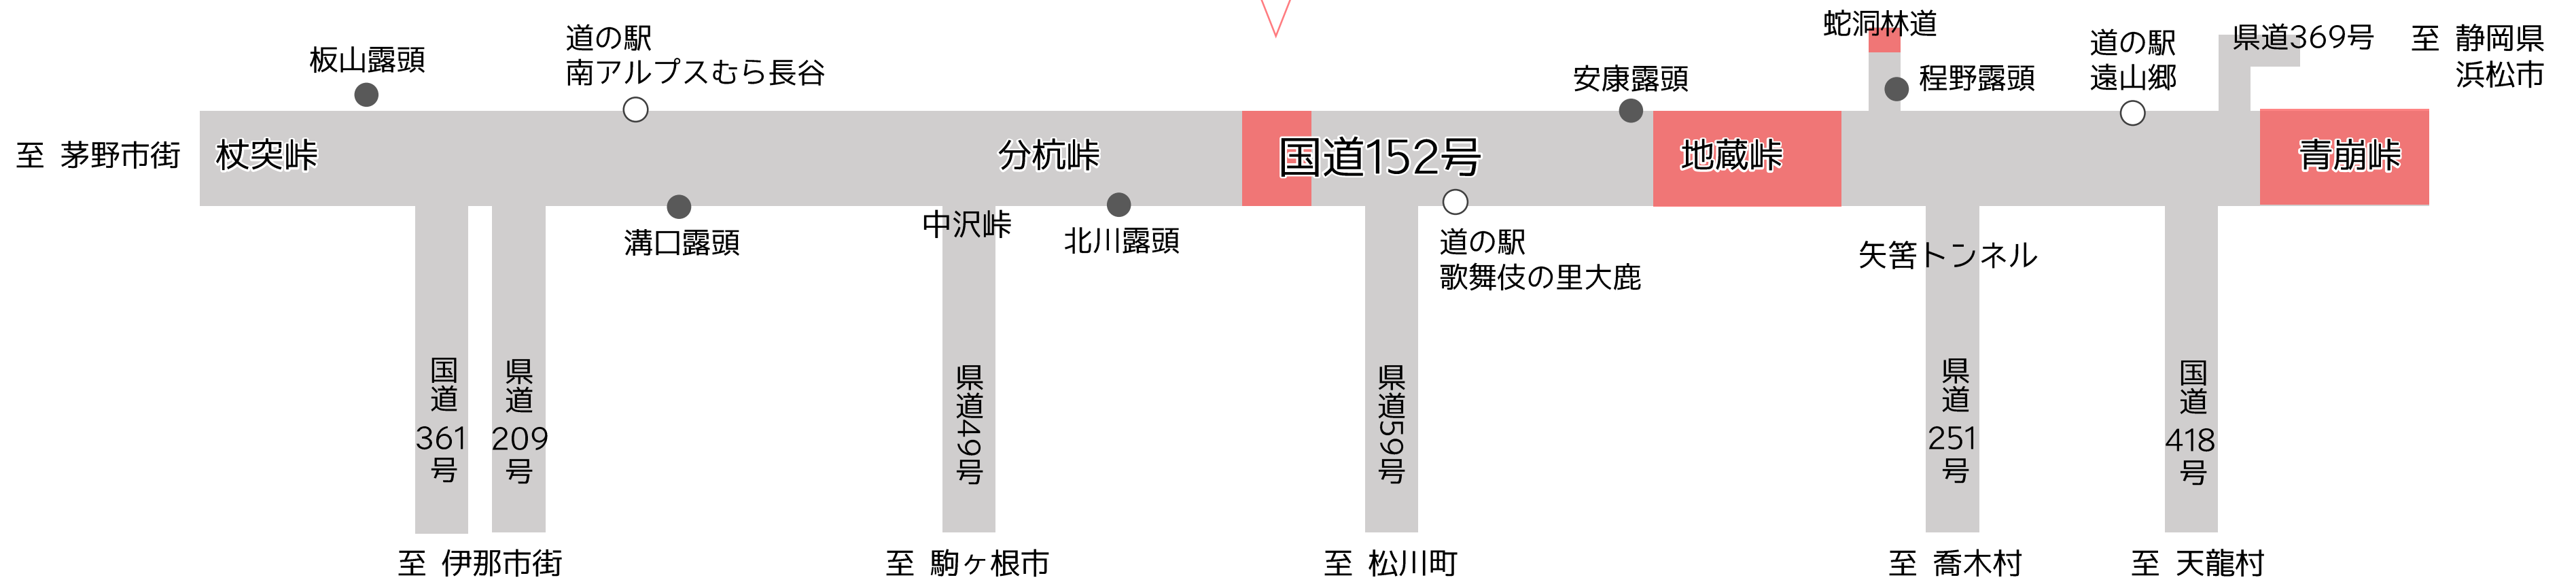 蛇洞林道
板山露頭
道の駅
南アルプスむら長谷
安康露頭
程野露頭
道の駅
遠山郷
県道369号
至 静岡県
浜松市
至 茅野市街
杖突峠
分杭峠
国道152号
地蔵峠
青崩峠
溝口露頭
中沢峠
北川露頭
道の駅
歌舞伎の里大鹿
矢筈トンネル
国道361号
県道209号
県道49号
県道59号
県道251号
国道418号
至 伊那市街
至 駒ヶ根市
至 松川町
至 喬木村
至 天龍村